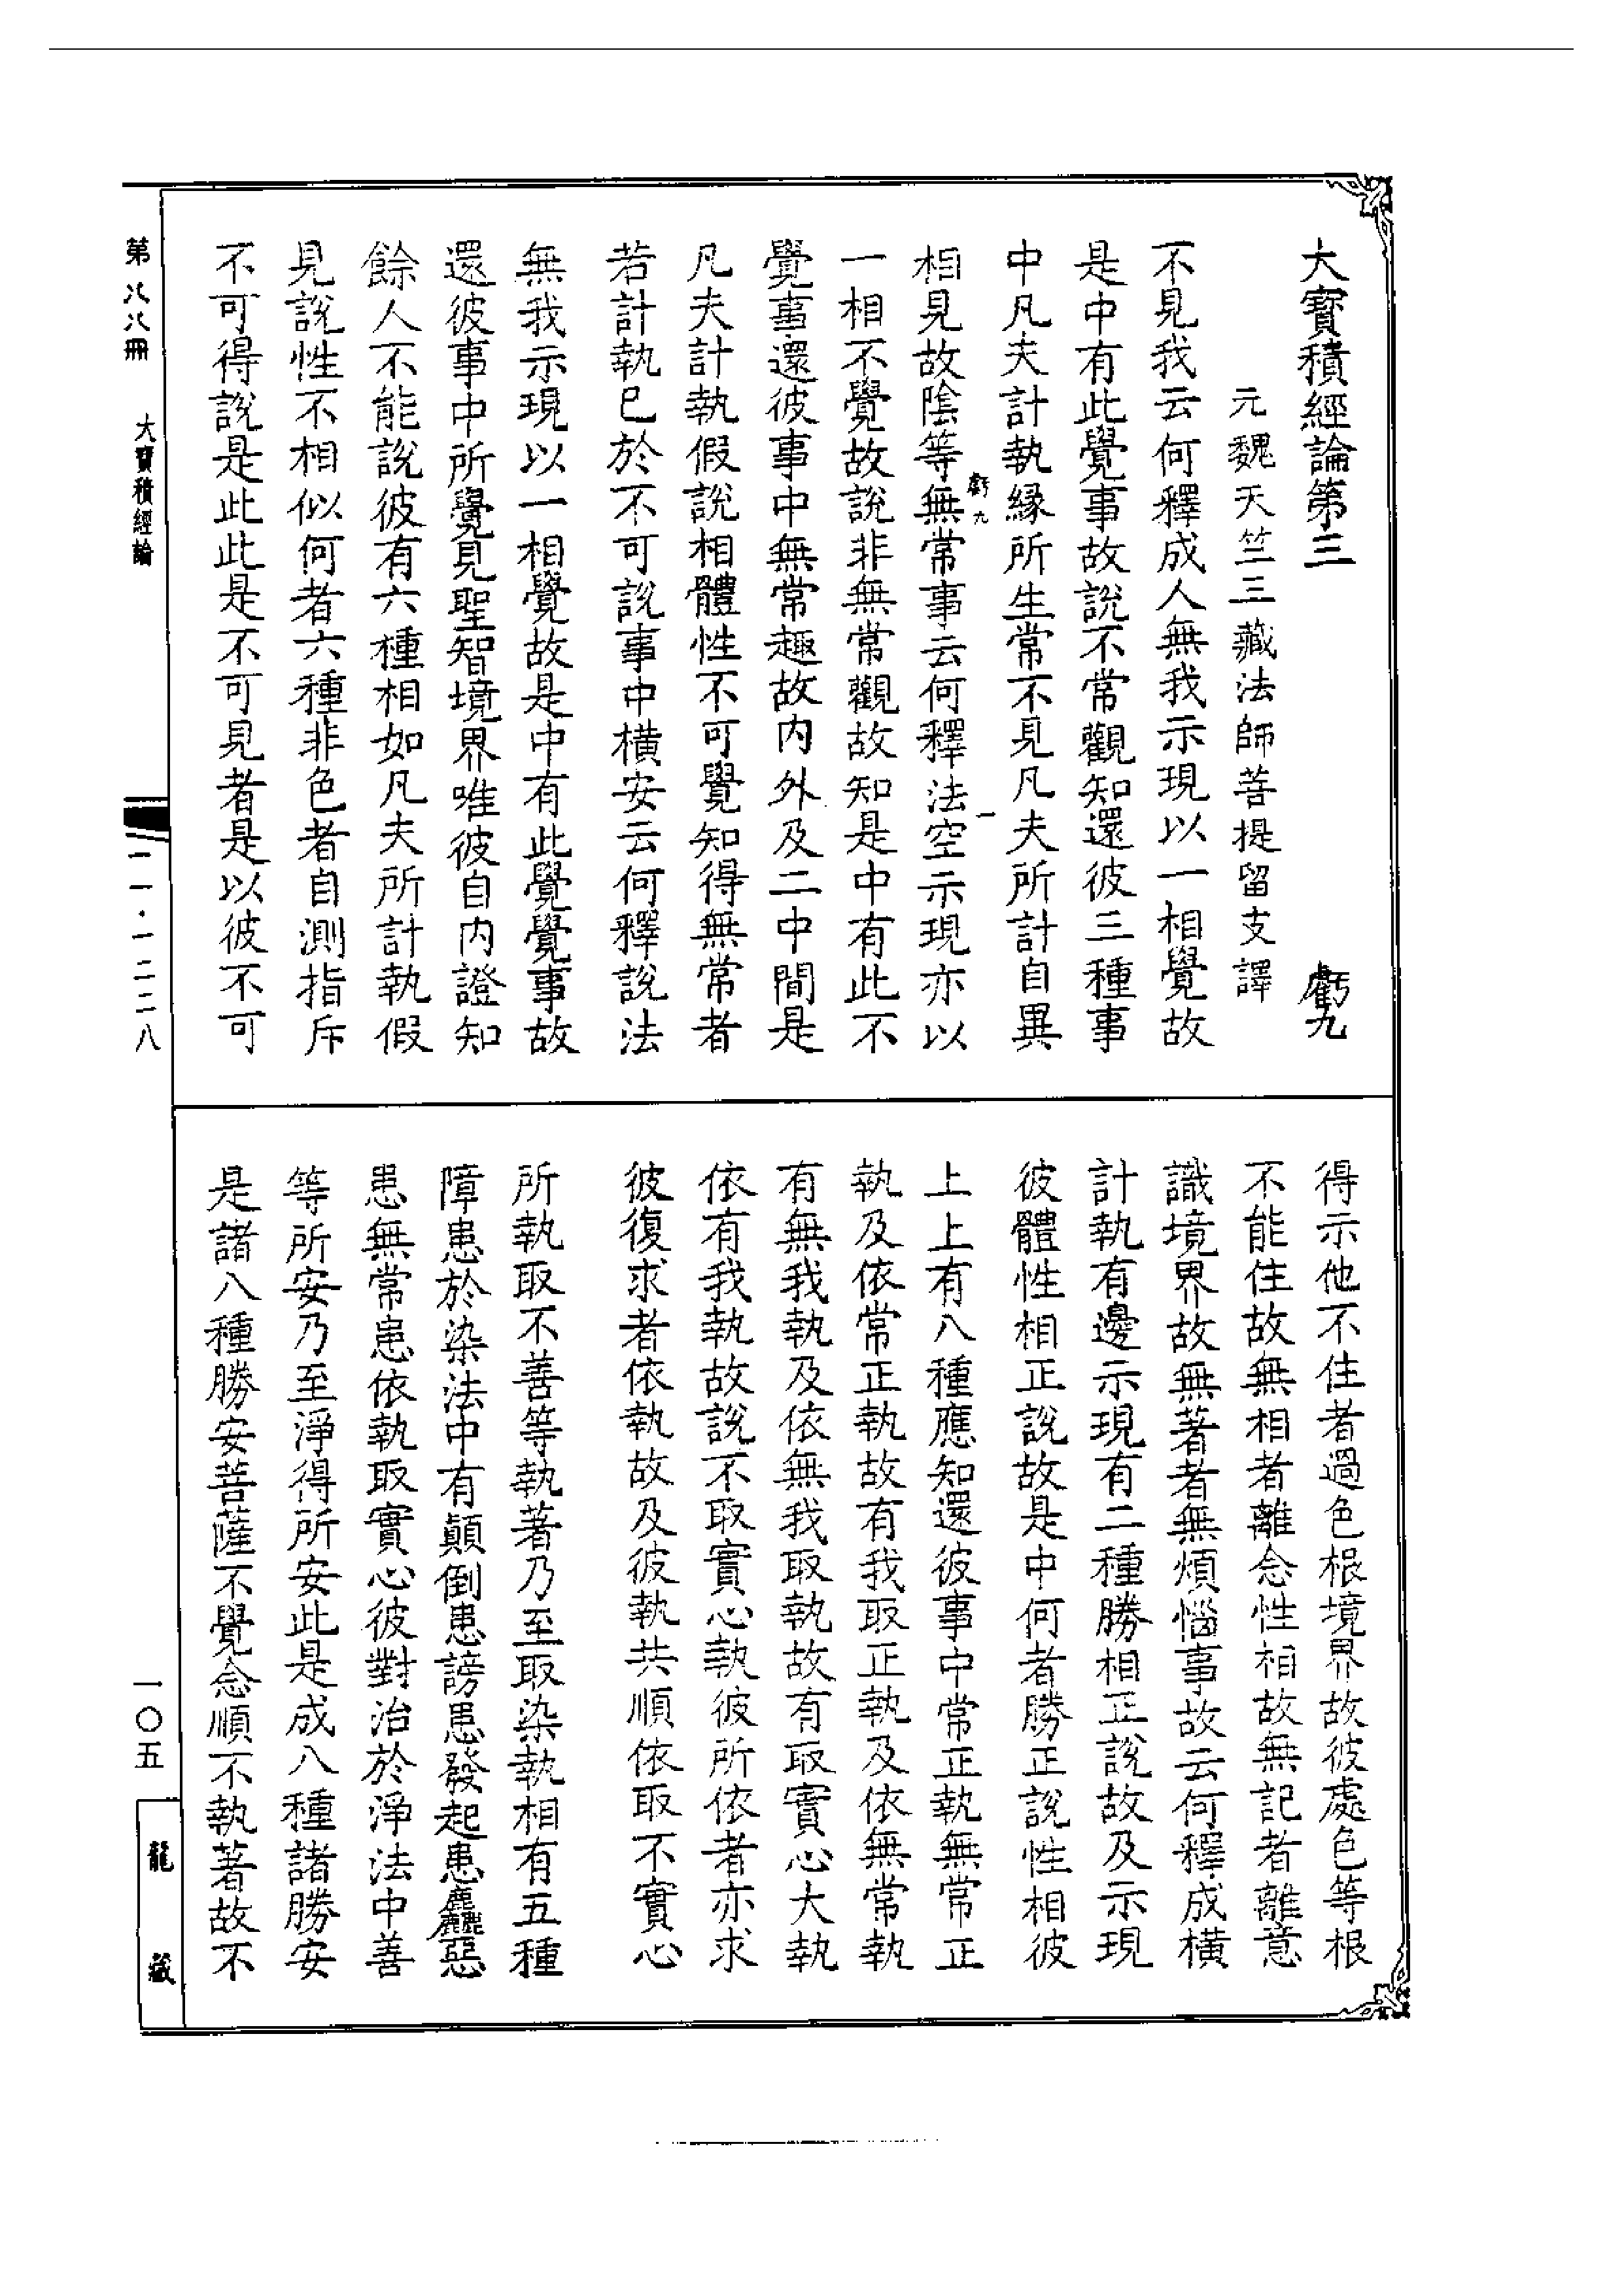 大寶積經論第三　虧九
元魏天竺三藏法師菩提留支譯
不見我云何釋成人無我示現以一相覺故
是中有此覺事故說不常觀知還彼三種事
中凡夫計執緣所生常不見凡夫所計自異
相見故陰等無常事云何釋法空示現亦以
虧九　一
一相不覺故說非無常觀故知是中有此不
覺事還彼事中無常趣故内外及二中間是
凡夫計執假說相體性不可覺知得無常者
若計執已於不可說事中橫安云何釋說法
無我示現以一相覺故是中有此覺覺事故
還彼事中所覺見聖智境界唯彼自内證知
餘人不能說彼有六種相如凡夫所計執假
見說性不相似何者六種非色者自測指斥
不可得說是此此是不可見者是以彼不可
得示他不住者過色根境界故彼處色等根
不能住故無相者離念性相故無記者離意
識境界故無著者無煩惱事故云何釋成橫
計執有邊示現有二種勝相正說故及示現
彼體性相正說故是中何者勝正說性相彼
上上有八種應知還彼事中常正執無常正
執及依常正執故有我取正執及依無常執
有無我執及依無我取執故有取實心大執
依有我執故說不取實心執彼所依者亦求
彼復求者依執故及彼執共順依取不實心
所執取不善等執著乃至取染執相有五種
障患於染法中有顛倒患謗患發起患麤惡
患無常患依執取實心彼對治於淨法中善
等所安乃至淨得所安此是成八種諸勝安
是諸八種勝安菩薩不覺念順不執著故不
第八八冊　大寶積經論
一一·一二二八
一〇五
龍藏